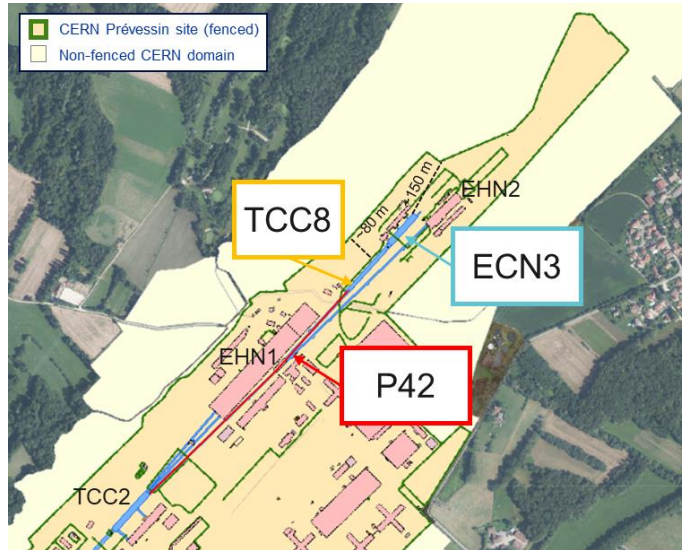 CERN Prévessin site (fenced)
Non-fenced CERN domain
~150 m
EHN2
TCC8
~80 m
ECN3
EHN1
P42
TCC2